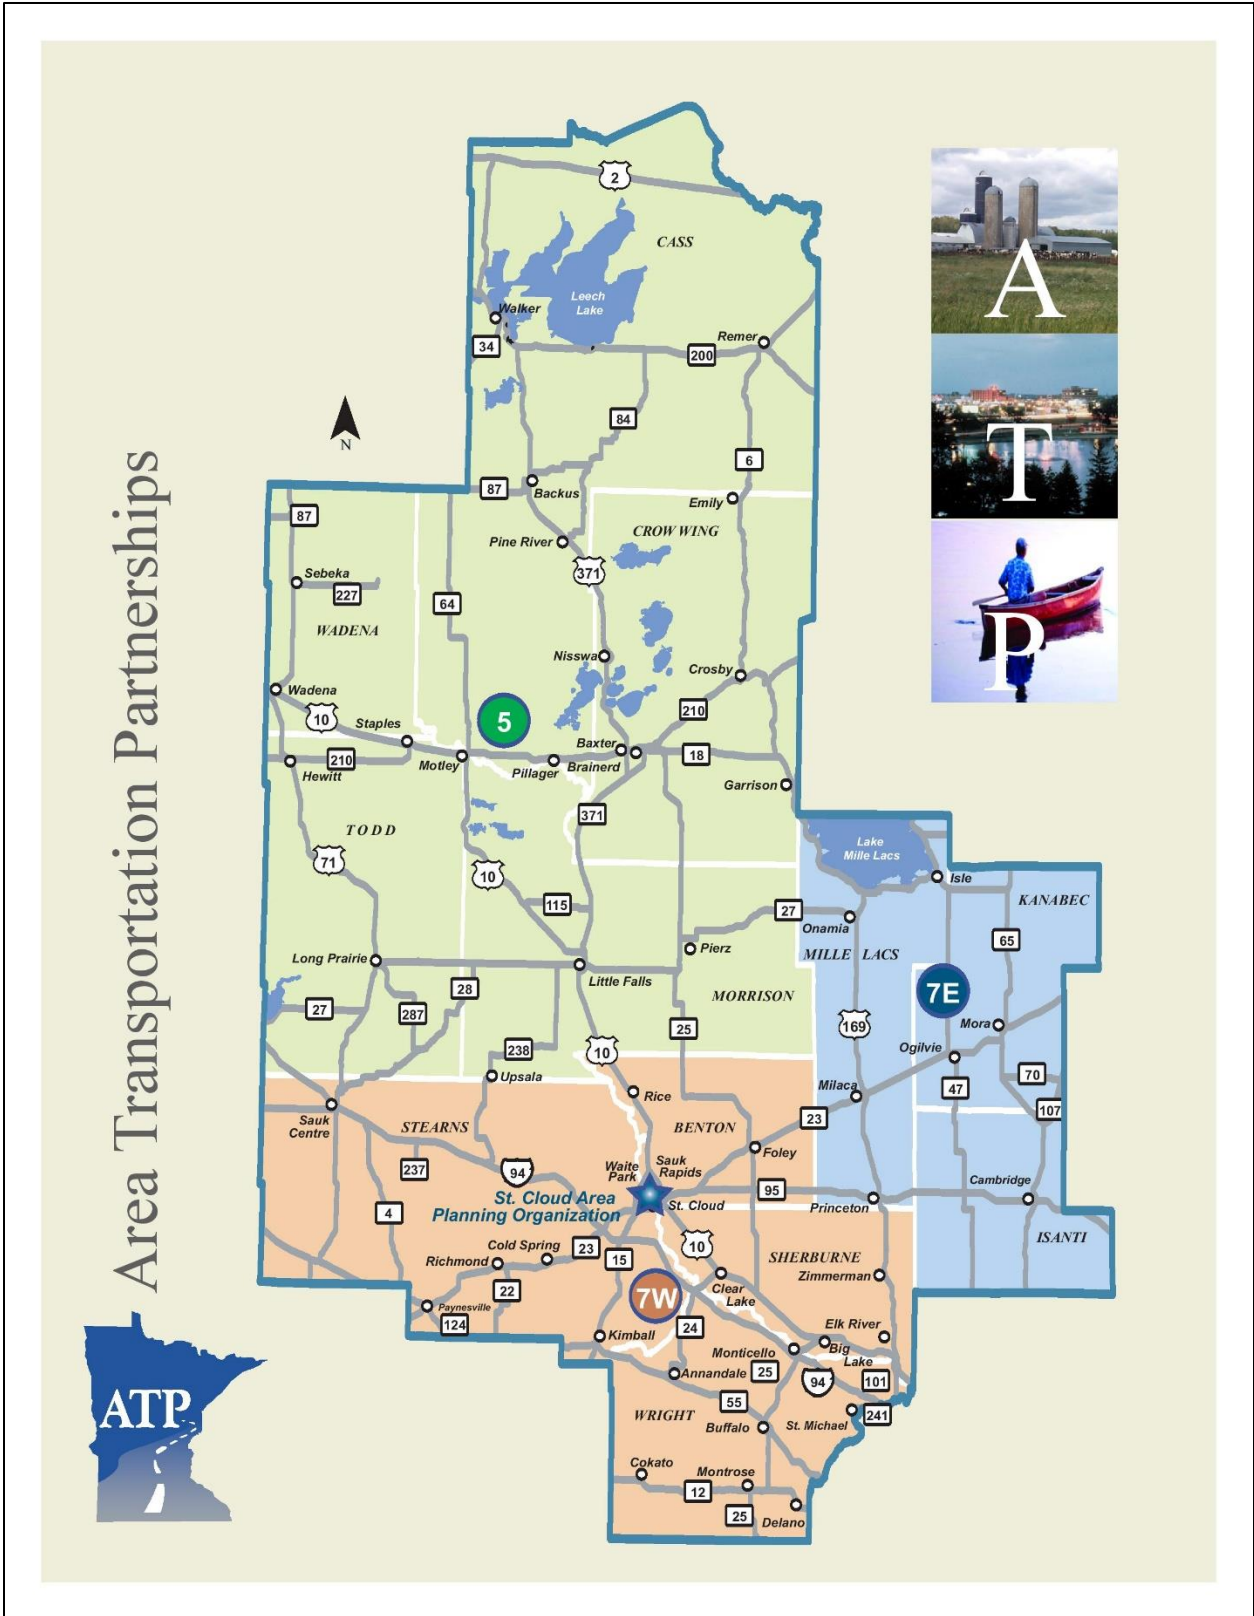 Area Transportation Partnerships
A
T
P
N
2
CASS
Leech
Lake
Walker
34
Remer
200
84
6
87
Backus
Emily
87
CROW WING
Pine River
371
Sebeka
227
64
WADENA
Nisswa
Crosby
Wadena
10
Staples
5
210
Baxter
Hewitt
210
Motley
Pillager
Brainerd
18
Garrison
371
TODD
71
10
Lake
Mille Lacs
Isle
KANABEC
115
27
Onamia
65
Pierz
MILLE LACS
Long Prairie
Little Falls
28
MORRISON
7E
27
287
25
169
Mora
238
10
Ogilvie
Upsala
Rice
Milaca
47
70
107
Sauk
Centre
STEARNS
BENTON
23
Foley
237
94
Waite
Park
Sauk
Rapids
95
Cambridge
St. Cloud Area
Planning Organization
St. Cloud
Princeton
4
ISANTI
Cold Spring
23
15
10
SHERBURNE
Richmond
Zimmerman
22
7W
Clear
Lake
Paynesville
124
Kimball
24
Elk River
Monticello
Big
Lake
25
94
101
Annandale
55
WRIGHT
Buffalo
St. Michael
241
Cokato
Montrose
12
25
Delano
ATP